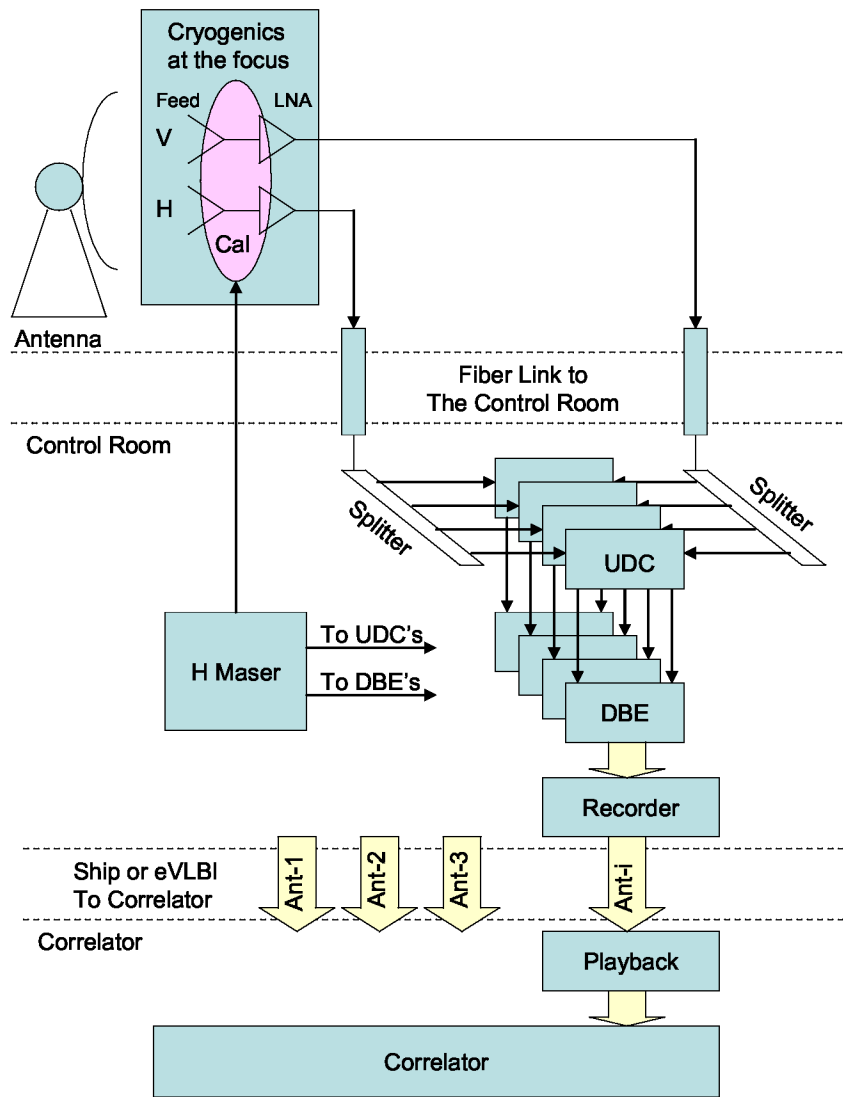 Cryogenics
at the focus
Feed
LNA
V
H
Cal
Antenna
Fiber Link to
The Control Room
Control Room
Splitter
Splitter
UDC
H Maser
To UDC's
To DBE's
DBE
Recorder
Ship or eVLBI
To Correlator
Ant-1
Ant-2
Ant-3
Ant-i
Correlator
Playback
Correlator